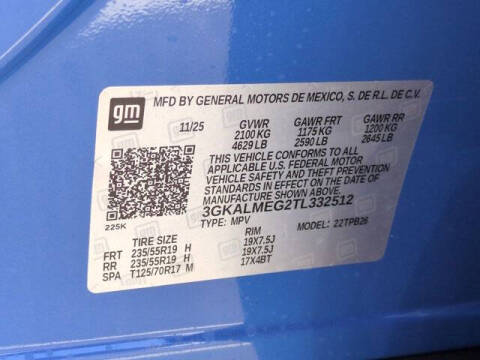 gm
MFD BY GENERAL MOTORS DE MEXICO, S. DE R.L. DE C.V.
11/25 GVWR GAWR FRT GAWR RR
2100 KG 1175 KG 1200 KG
4629 LB 2590 LB 2645 LB
THIS VEHICLE CONFORMS TO ALL
APPLICABLE U.S. FEDERAL MOTOR
VEHICLE SAFETY AND THEFT PREVENTION
STANDARDS IN EFFECT ON THE DATE OF
MANUFACTURE SHOWN ABOVE.
3GKALMEG2TL332512
225K TYPE: MPV MODEL: 22TPB26
TIRE SIZE RIM
FRT 235/55R19 H 19X7.5J
RR 235/55R19 H 19X7.5J
SPA T125/70R17 M 17X4BT